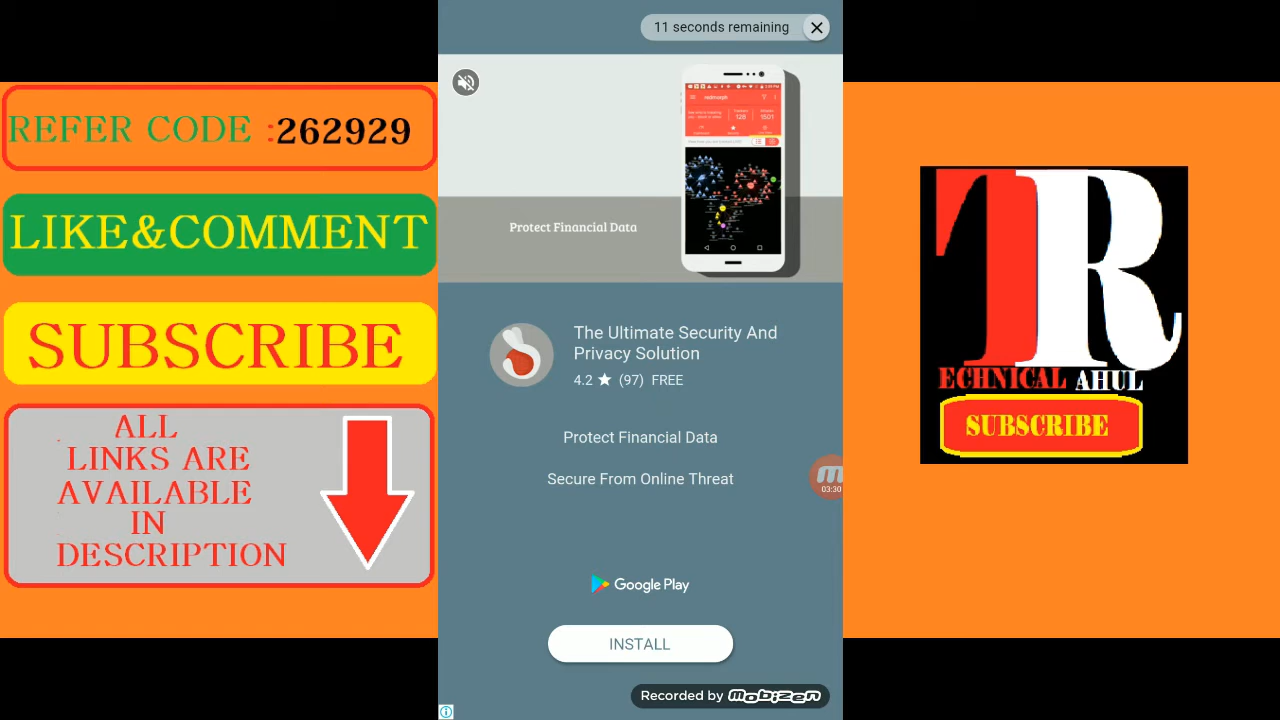 REFER CODE :262929
LIKE&COMMENT
SUBSCRIBE
ALL
LINKS ARE
AVAILABLE
IN
DESCRIPTION
11 seconds remaining
Protect Financial Data
The Ultimate Security And
Privacy Solution
4.2 ★ (97) FREE
Protect Financial Data
Secure From Online Threat
03:30
Google Play
INSTALL
Recorded by mobizen
TR
ECHNICAL AHUL
SUBSCRIBE